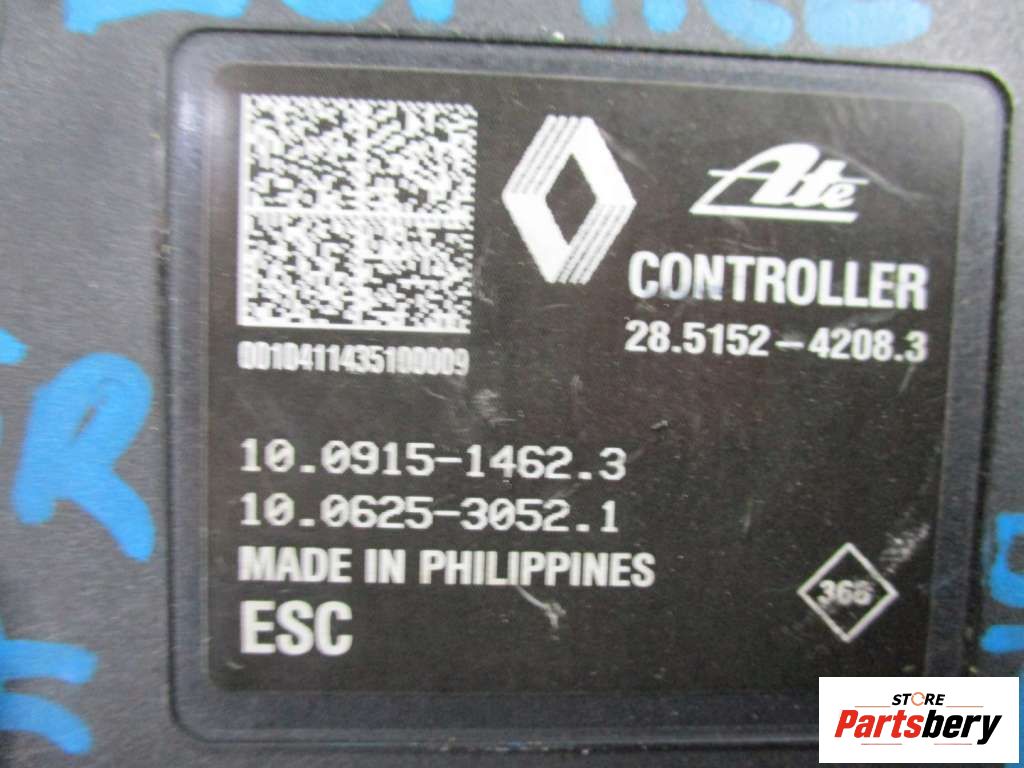 Ate
CONTROLLER
28.5152-4208.3
00104114351000009
10.0915-1462.3
10.0625-3052.1
MADE IN PHILIPPINES
366
ESC
STORE
Partsbery